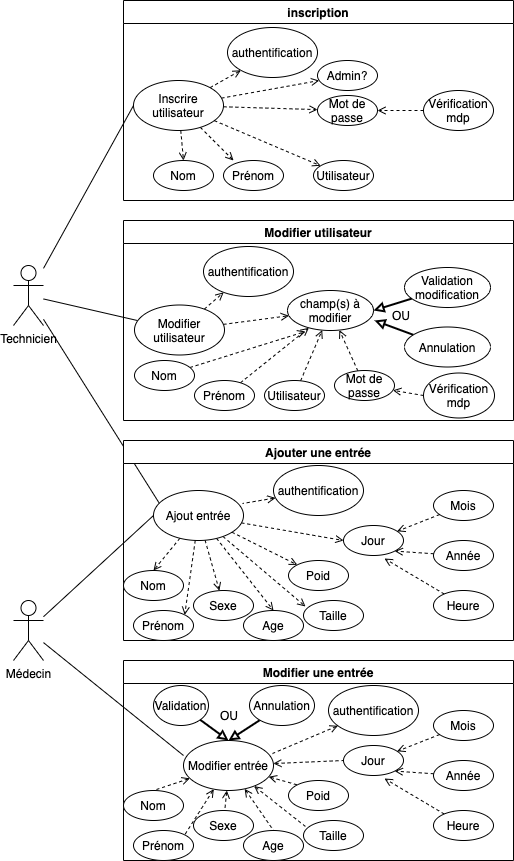 inscription
authentification
Admin?
Inscrire
utilisateur
Mot de
passe
Vérification
mdp
Nom
Prénom
Utilisateur
Modifier utilisateur
authentification
Validation
modification
champ(s) à
modifier
OU
Modifier
utilisateur
Annulation
Technicien
Nom
Prénom
Utilisateur
Mot de
passe
Vérification
mdp
Ajouter une entrée
authentification
Ajout entrée
Mois
Jour
Année
Nom
Poid
Sexe
Heure
Prénom
Age
Taille
Médecin
Modifier une entrée
Validation
OU
Annulation
authentification
Mois
Modifier entrée
Jour
Année
Nom
Poid
Sexe
Heure
Prénom
Age
Taille